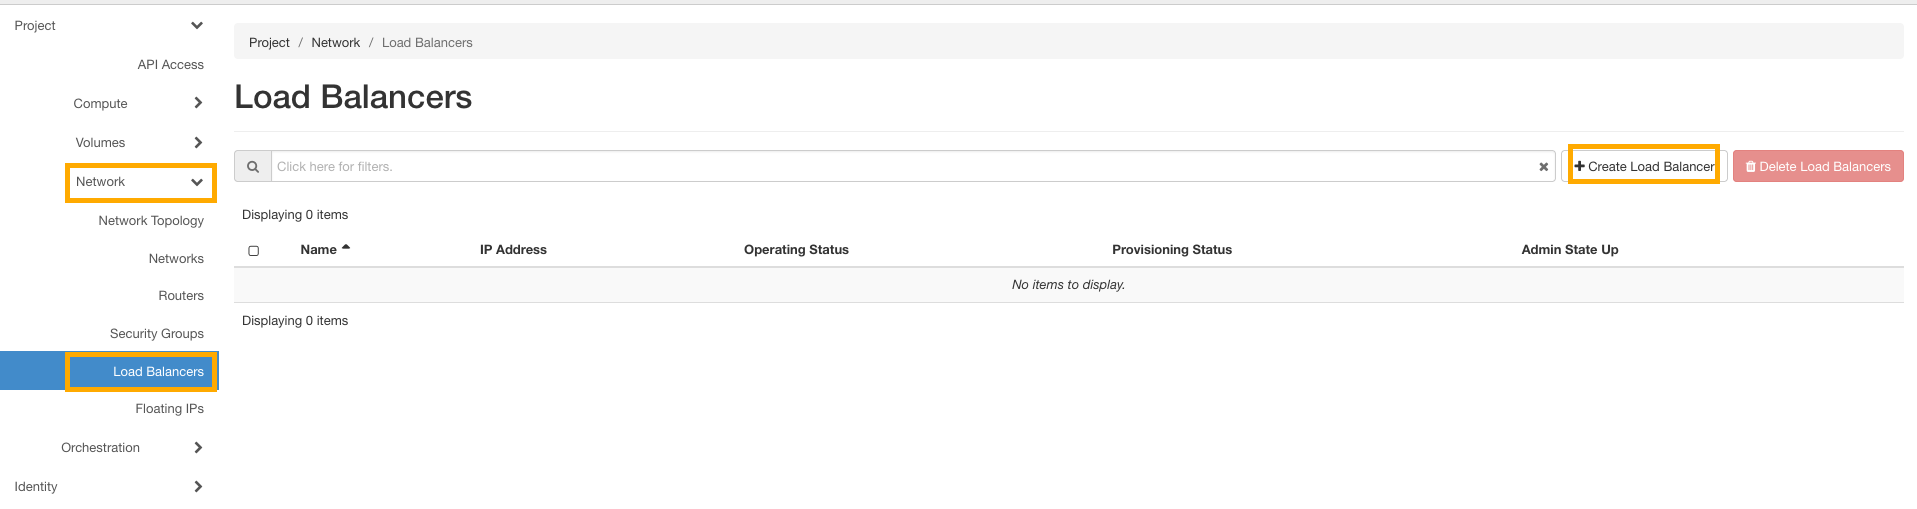 Project
API Access
Compute
Volumes
Network
Network Topology
Networks
Routers
Security Groups
Load Balancers
Floating IPs
Orchestration
Identity
Project / Network / Load Balancers
Load Balancers
Click here for filters.
Create Load Balancer
Delete Load Balancers
Displaying 0 items
Name IP Address Operating Status Provisioning Status Admin State Up
No items to display.
Displaying 0 items